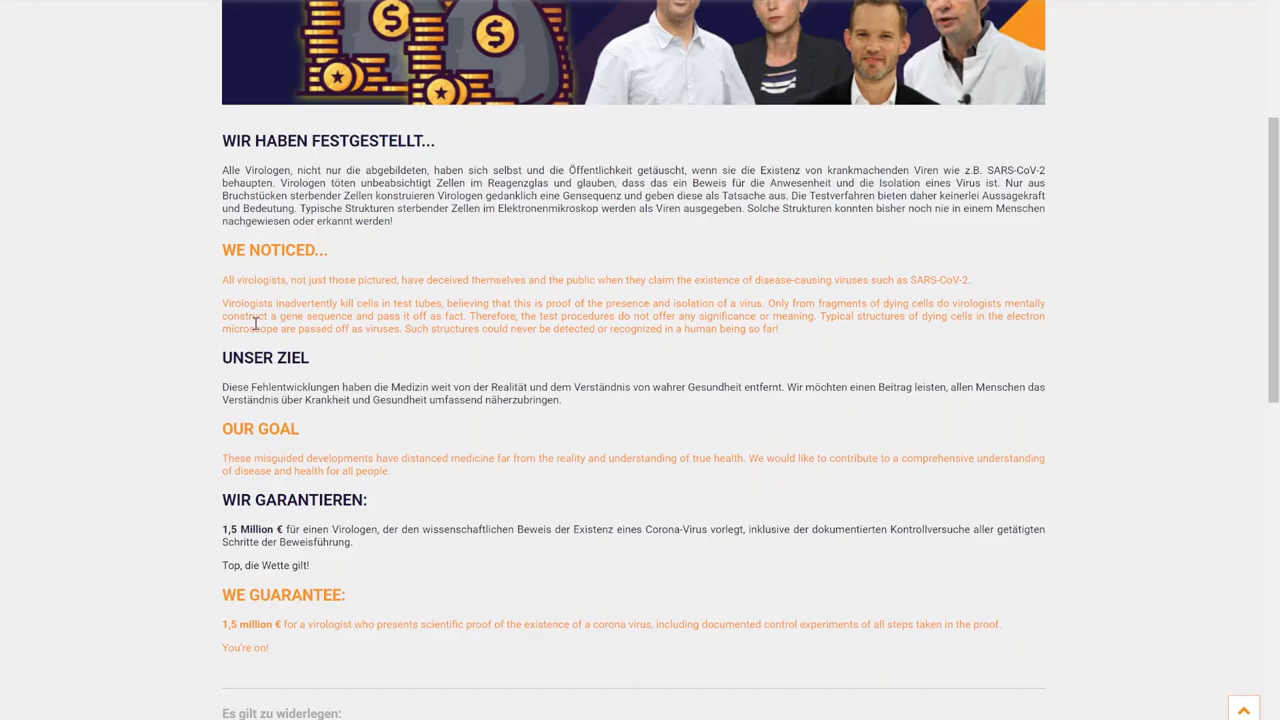 WIR HABEN FESTGESTELLT...
Alle Virologen, nicht nur die abgebildeten, haben sich selbst und die Öffentlichkeit getäuscht, wenn sie die Existenz von krankmachenden Viren wie z.B. SARS-CoV-2
behaupten. Virologen töten unbeabsichtigt Zellen im Reagenzglas und glauben, dass das ein Beweis für die Anwesenheit und die Isolation eines Virus ist. Nur aus
Bruchstücken sterbender Zellen konstruieren Virologen gedanklich eine Gensequenz und geben diese als Tatsache aus. Die Testverfahren bieten daher keinerlei Aussagekraft
und Bedeutung. Typische Strukturen sterbender Zellen im Elektronenmikroskop werden als Viren ausgegeben. Solche Strukturen konnten bisher noch nie in einem Menschen
nachgewiesen oder erkannt werden!
WE NOTICED...
All virologists, not just those pictured, have deceived themselves and the public when they claim the existence of disease-causing viruses such as SARS-CoV-2.
Virologists inadvertently kill cells in test tubes, believing that this is proof of the presence and isolation of a virus. Only from fragments of dying cells do virologists mentally
construct a gene sequence and pass it off as fact. Therefore, the test procedures do not offer any significance or meaning. Typical structures of dying cells in the electron
microscope are passed off as viruses. Such structures could never be detected or recognized in a human being so far!
UNSER ZIEL
Diese Fehlentwicklungen haben die Medizin weit von der Realität und dem Verständnis von wahrer Gesundheit entfernt. Wir möchten einen Beitrag leisten, allen Menschen das
Verständnis über Krankheit und Gesundheit umfassend näherzubringen.
OUR GOAL
These misguided developments have distanced medicine far from the reality and understanding of true health. We would like to contribute to a comprehensive understanding
of disease and health for all people.
WIR GARANTIEREN:
1,5 Million € für einen Virologen, der den wissenschaftlichen Beweis der Existenz eines Corona-Virus vorlegt, inklusive der dokumentierten Kontrollversuche aller getätigten
Schritte der Beweisführung.
Top, die Wette gilt!
WE GUARANTEE:
1,5 million € for a virologist who presents scientific proof of the existence of a corona virus, including documented control experiments of all steps taken in the proof.
You're on!
Es gilt zu widerlegen: